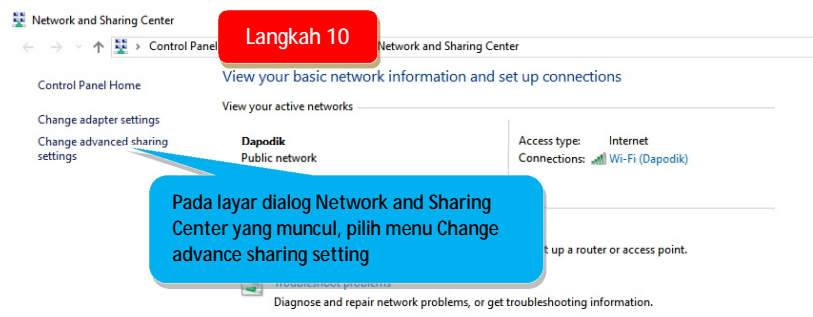 Network and Sharing Center
Langkah 10
Control Panel Network and Sharing Center
Control Panel Home
View your basic network information and set up connections
View your active networks
Change adapter settings
Change advanced sharing
settings
Dapodik
Public network
Access type: Internet
Connections: Wi-Fi (Dapodik)
Pada layar dialog Network and Sharing
Center yang muncul, pilih menu Change
advance sharing setting
t up a router or access point.
Troubleshoot problems
Diagnose and repair network problems, or get troubleshooting information.